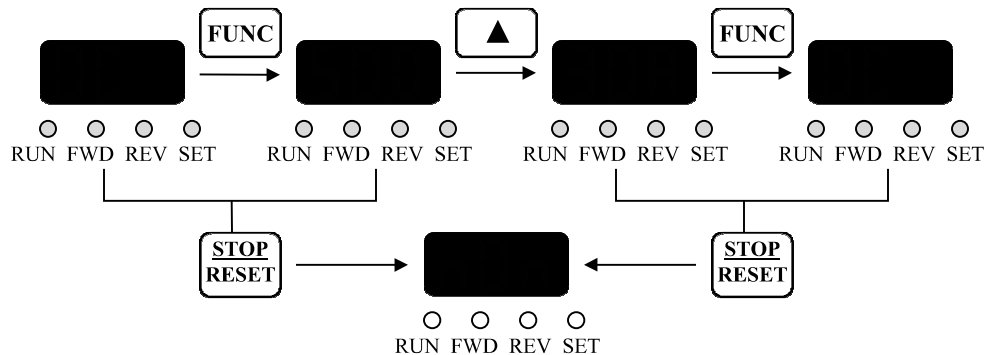 FUNC ▲ FUNC
RUN FWD REV SET RUN FWD REV SET RUN FWD REV SET RUN FWD REV SET
STOP STOP
RESET RESET
RUN FWD REV SET